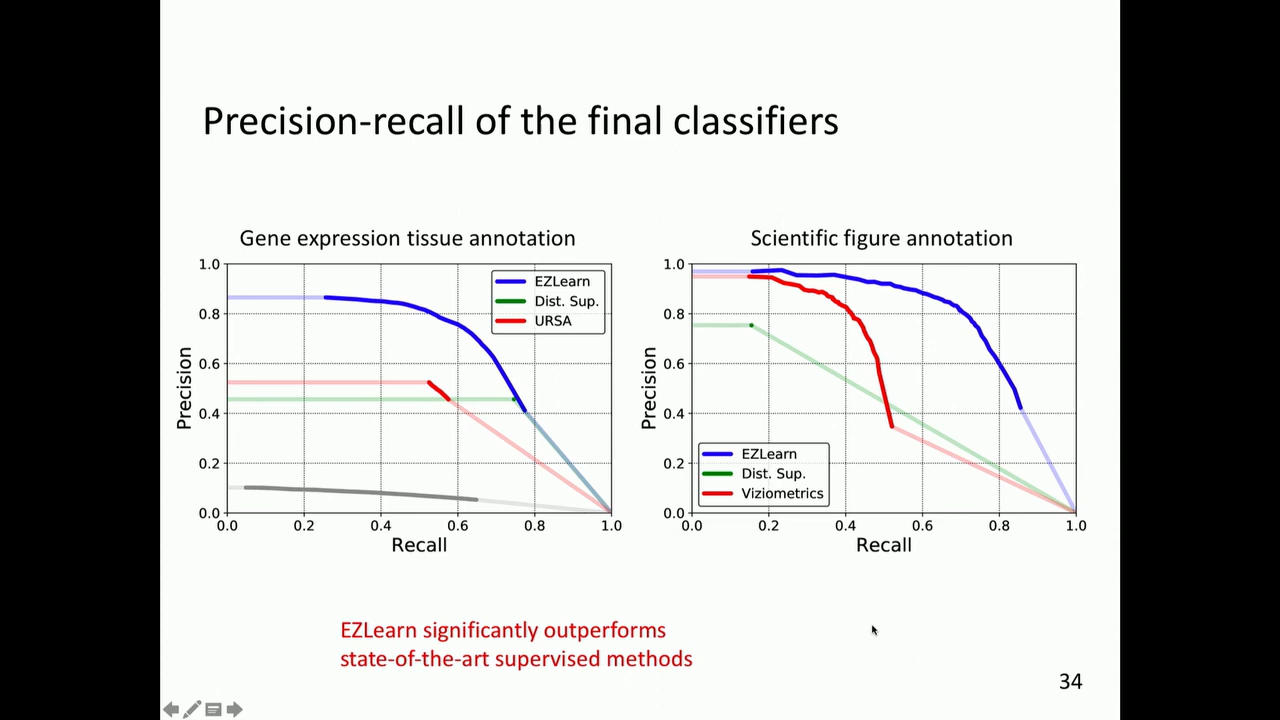 Precision-recall of the final classifiers
Gene expression tissue annotation
1.0
0.8
0.6
0.4
0.2
0.0
Precision
EZLearn
Dist. Sup.
URSA
0.0 0.2 0.4 0.6 0.8 1.0
Recall
Scientific figure annotation
1.0
0.8
0.6
0.4
0.2
0.0
Precision
EZLearn
Dist. Sup.
Viziometrics
0.0 0.2 0.4 0.6 0.8 1.0
Recall
EZLearn significantly outperforms
state-of-the-art supervised methods
34